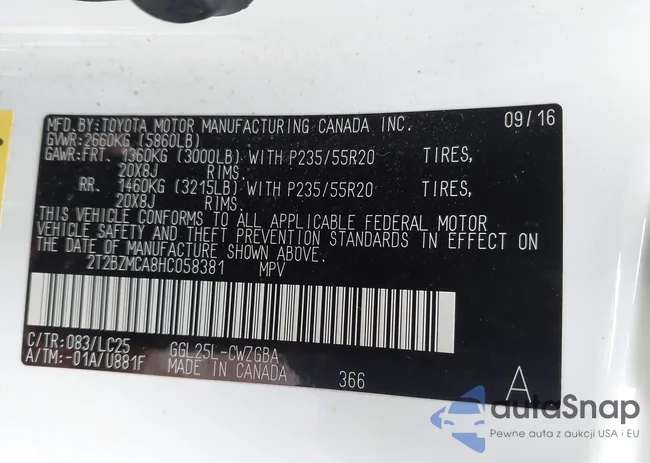 MFD.BY:TOYOTA MOTOR MANUFACTURING CANADA INC. 09/16
GVWR:2660KG (5860LB)
GAWR:FRT. 1360KG (3000LB) WITH P235/55R20 TIRES,
20X8J RIMS.
RR. 1460KG (3215LB) WITH P235/55R20 TIRES,
20X8J RIMS.
THIS VEHICLE CONFORMS TO ALL APPLICABLE FEDERAL MOTOR
VEHICLE SAFETY AND THEFT PREVENTION STANDARDS IN EFFECT ON
THE DATE OF MANUFACTURE SHOWN ABOVE.
2T2BZMCA8HC058381 MPV
C/TR:083/LC25 GGL25L-CWZGBA
A/TM:-01A/U881F MADE IN CANADA 366 A
autaSnap
Pewne auta z aukcji USA i EU